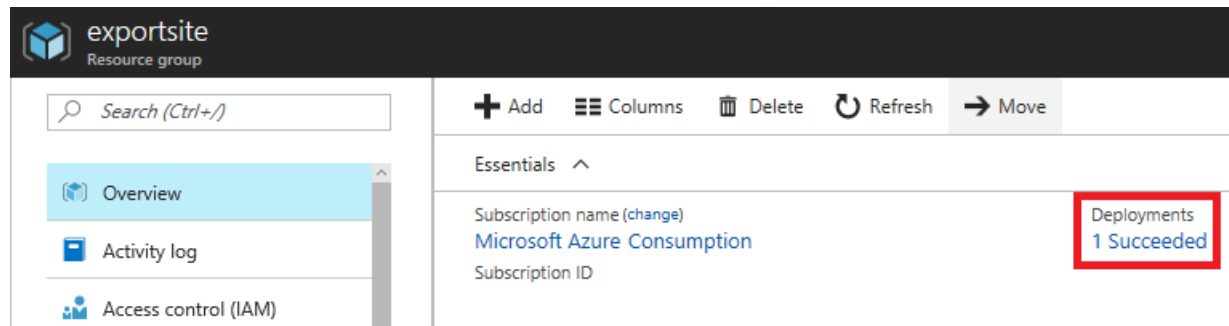 exportsite
Resource group
Search (Ctrl+/)
Overview
Activity log
Access control (IAM)
Add Columns Delete Refresh Move
Essentials
Subscription name (change)
Microsoft Azure Consumption
Subscription ID
Deployments
1 Succeeded